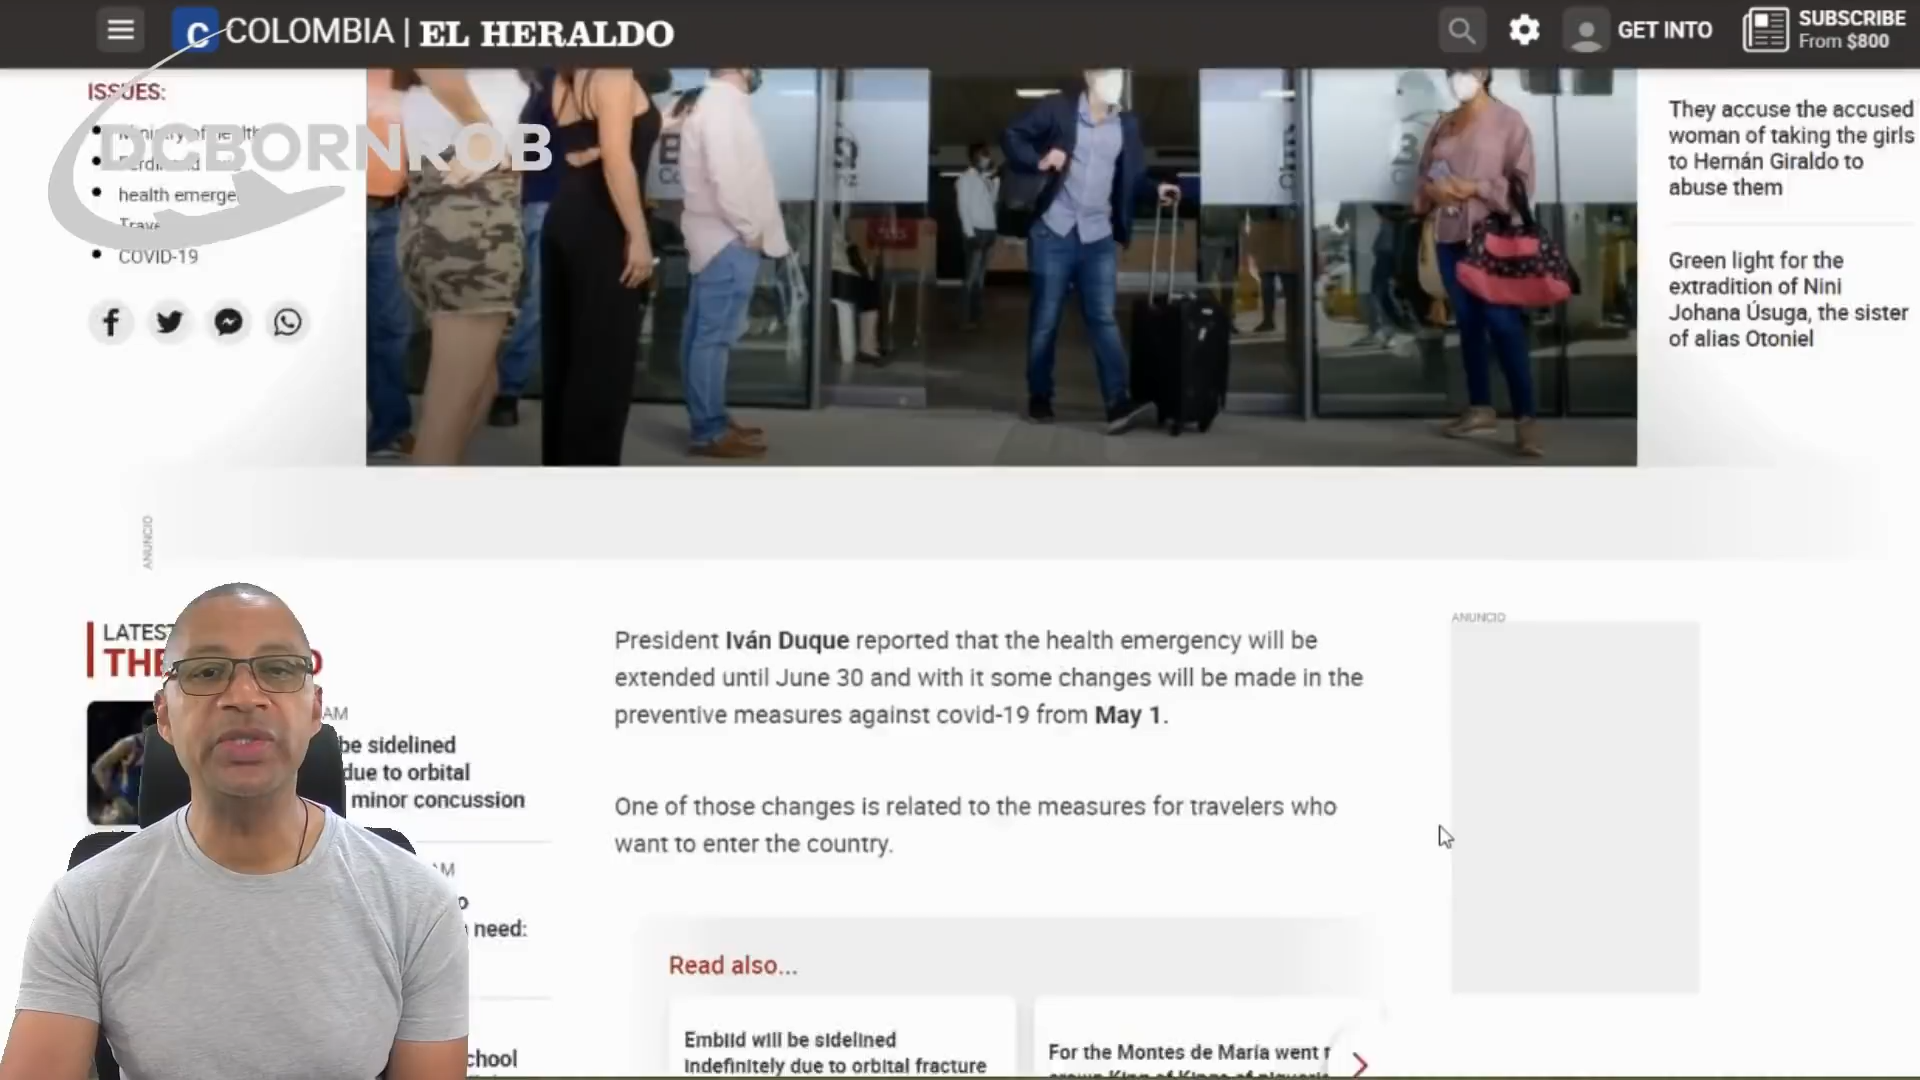 COLOMBIA | EL HERALDO
GET INTO
SUBSCRIBE
From $800
ISSUES:
DCBORNROB
health emerge
COVID-19
They accuse the accused
woman of taking the girls
to Hernán Giraldo to
abuse them
Green light for the
extradition of Nini
Johana Úsuga, the sister
of alias Otoniel
ANUNCIO
LATEST
THE
AM
be sidelined
due to orbital
minor concussion
need:
chool
President Iván Duque reported that the health emergency will be
extended until June 30 and with it some changes will be made in the
preventive measures against covid-19 from May 1.
One of those changes is related to the measures for travelers who
want to enter the country.
ANUNCIO
Read also...
Embiid will be sidelined
indefinitely due to orbital fracture
For the Montes de María went